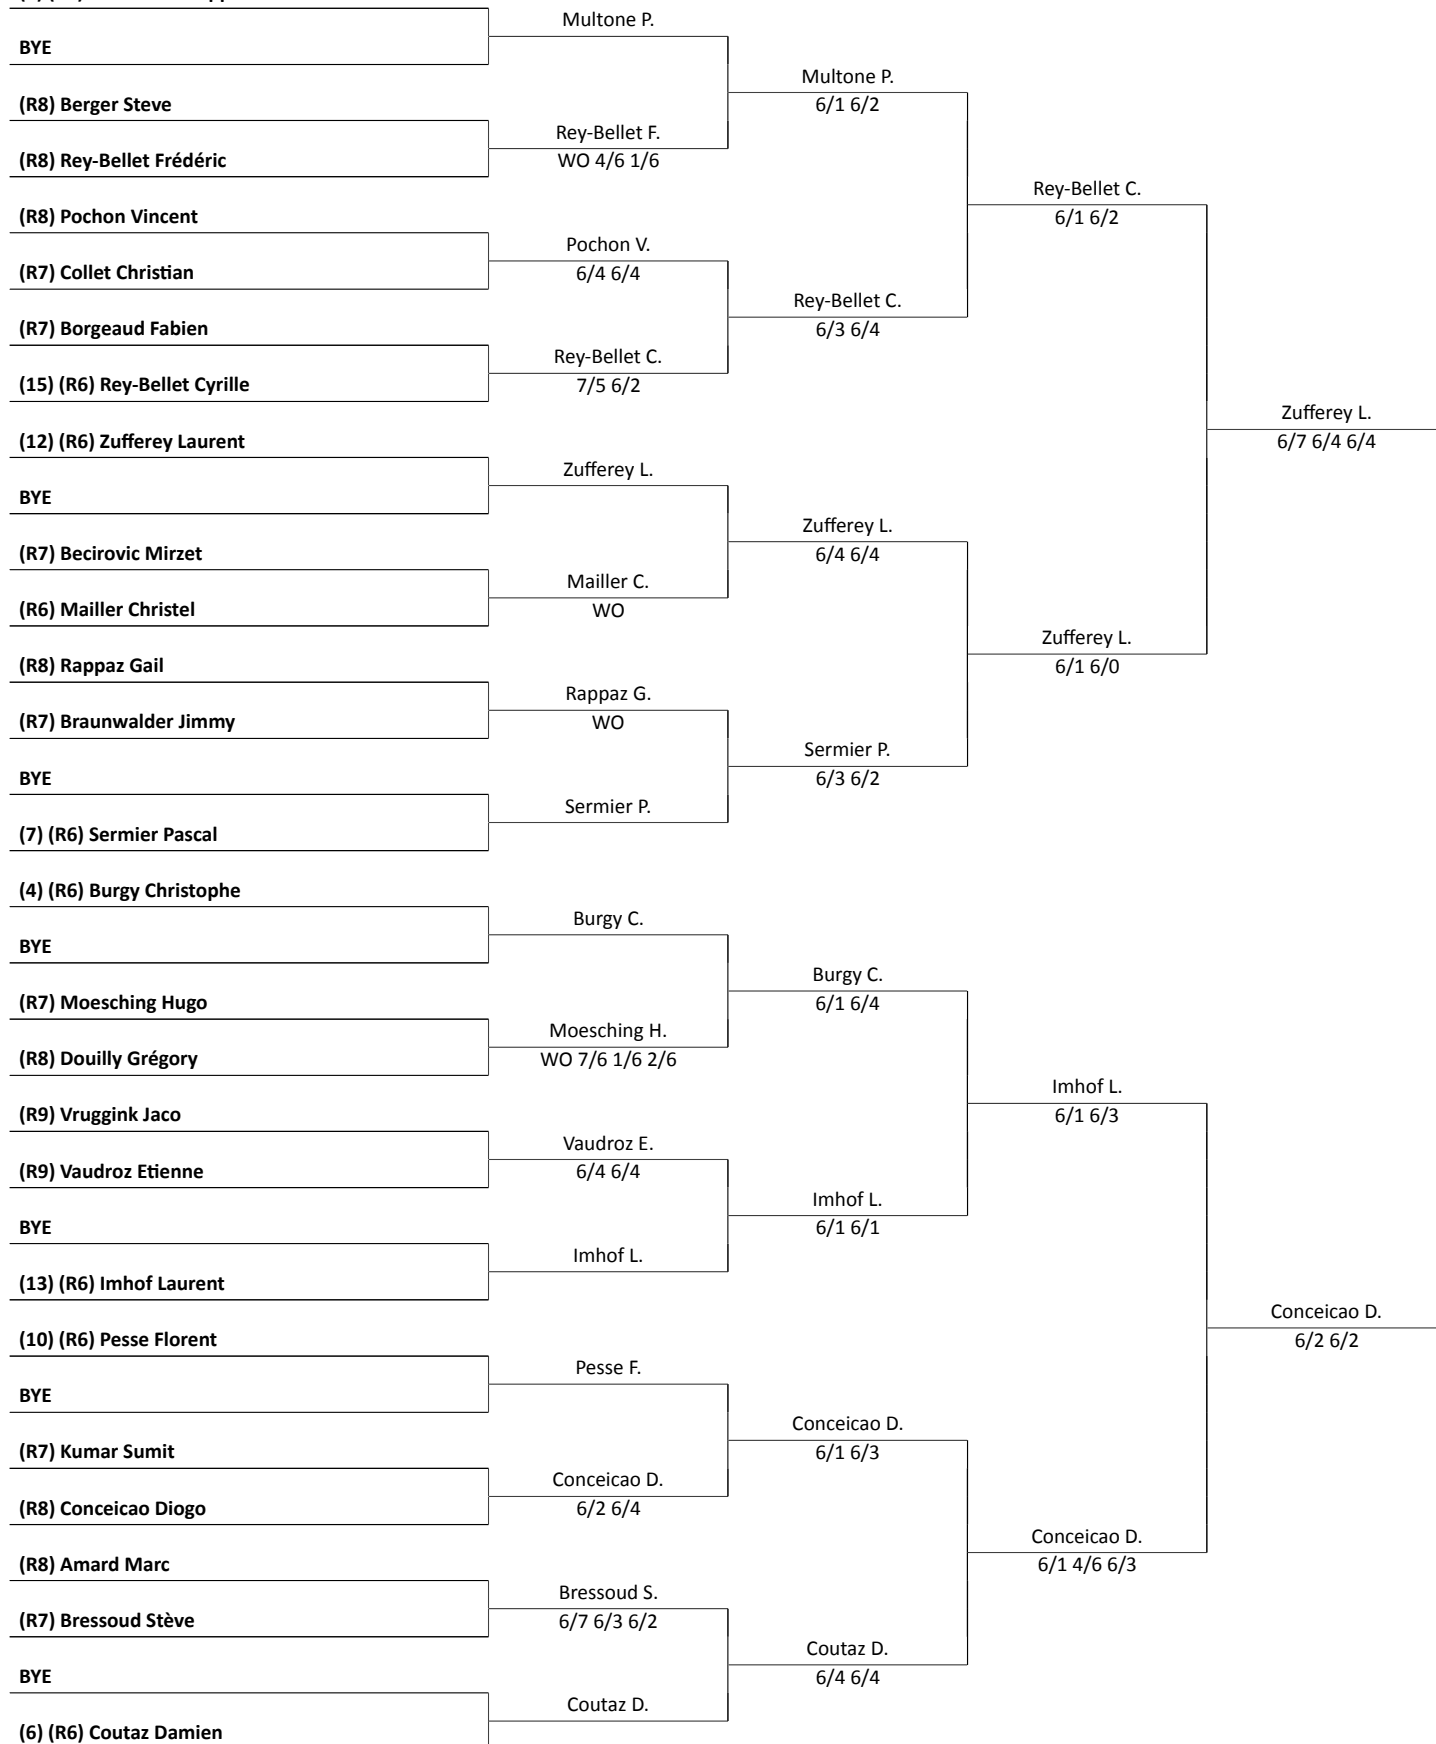 BYE
(R8) Berger Steve
(R8) Rey-Bellet Frédéric
(R8) Pochon Vincent
(R7) Collet Christian
(R7) Borgeaud Fabien
(15) (R6) Rey-Bellet Cyrille
(12) (R6) Zufferey Laurent
BYE
(R7) Becirovic Mirzet
(R6) Mailler Christel
(R8) Rappaz Gail
(R7) Braunwalder Jimmy
BYE
(7) (R6) Sermier Pascal
(4) (R6) Burgy Christophe
BYE
(R7) Moesching Hugo
(R8) Douilly Grégory
(R9) Vruggink Jaco
(R9) Vaudroz Etienne
BYE
(13) (R6) Imhof Laurent
(10) (R6) Pesse Florent
BYE
(R7) Kumar Sumit
(R8) Conceicao Diogo
(R8) Amard Marc
(R7) Bressoud Stève
BYE
(6) (R6) Coutaz Damien
Multone P.
Rey-Bellet F.
WO 4/6 1/6
Pochon V.
6/4 6/4
Rey-Bellet C.
7/5 6/2
Zufferey L.
Mailler C.
WO
Rappaz G.
WO
Sermier P.
Burgy C.
Moesching H.
WO 7/6 1/6 2/6
Vaudroz E.
6/4 6/4
Imhof L.
Pesse F.
Conceicao D.
6/2 6/4
Bressoud S.
6/7 6/3 6/2
Coutaz D.
Multone P.
6/1 6/2
Rey-Bellet C.
6/3 6/4
Zufferey L.
6/4 6/4
Sermier P.
6/3 6/2
Burgy C.
6/1 6/4
Imhof L.
6/1 6/1
Conceicao D.
6/1 6/3
Coutaz D.
6/4 6/4
Rey-Bellet C.
6/1 6/2
Zufferey L.
6/1 6/0
Imhof L.
6/1 6/3
Conceicao D.
6/1 4/6 6/3
Zufferey L.
6/7 6/4 6/4
Conceicao D.
6/2 6/2